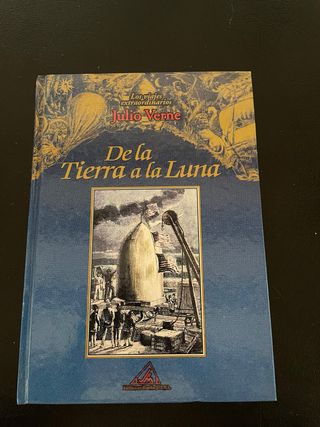 Los viajes
extraordinarios
Julio Verne
De la
Tierra a la Luna